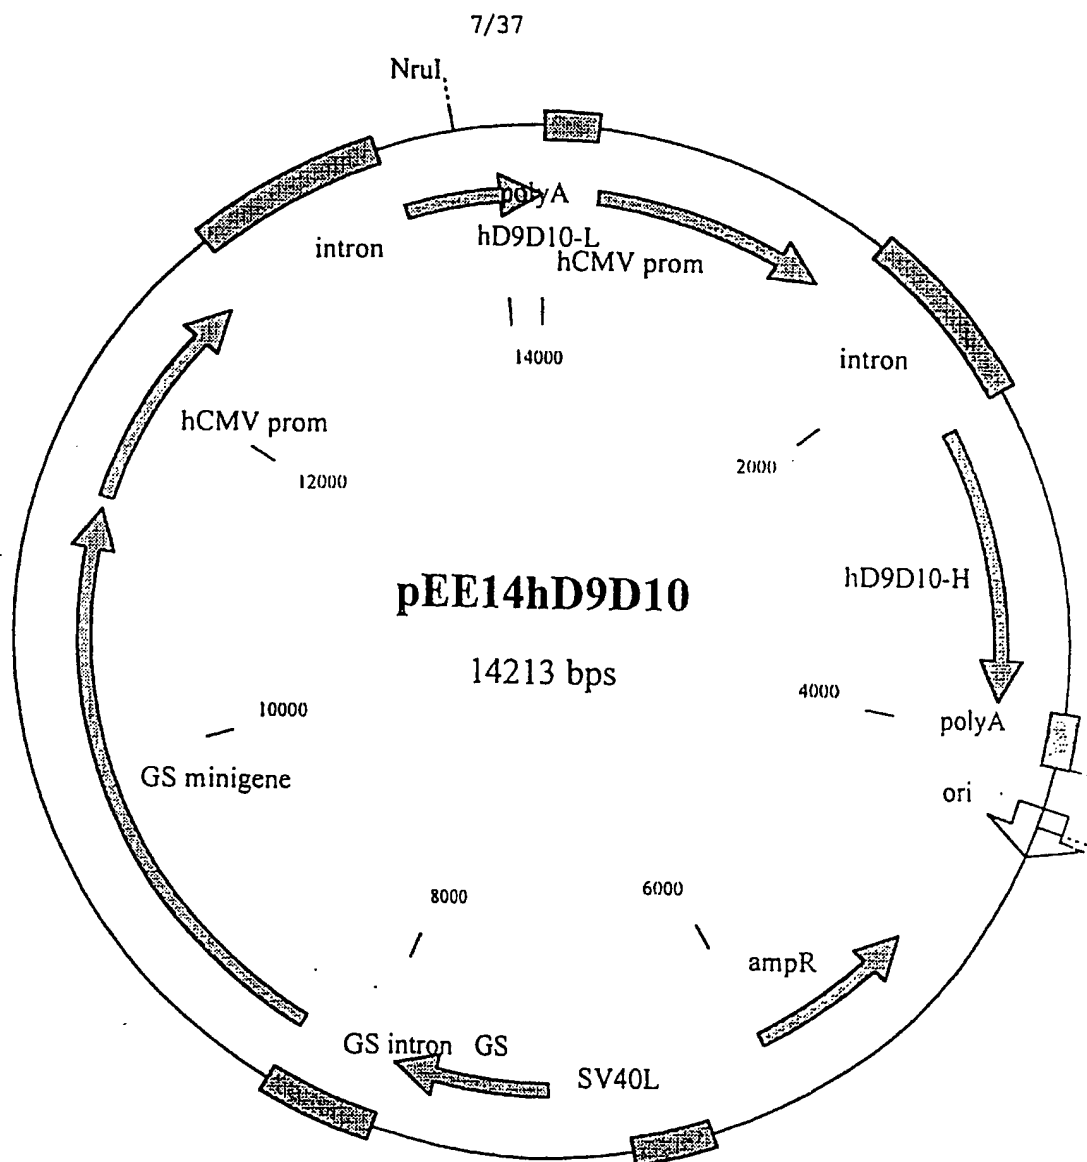 7/37
NruI
polyA
intron
hD9D10-L
hCMV prom
14000
intron
hCMV prom
2000
12000
hD9D10-H
pEE14hD9D10
14213 bps
4000
10000
polyA
GS minigene
ori
6000
8000
ampR
GS intron GS
SV40L